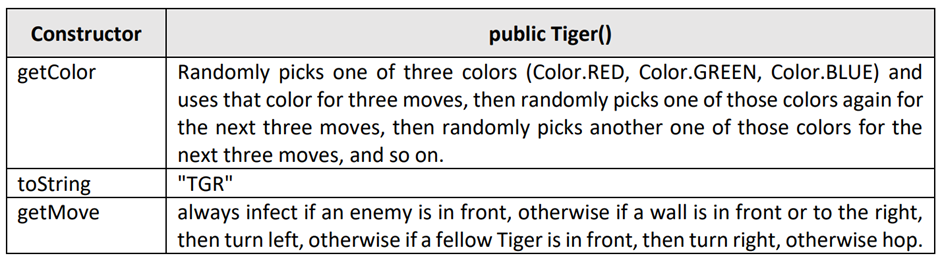 Constructor public Tiger()
getColor Randomly picks one of three colors (Color.RED, Color.GREEN, Color.BLUE) and
uses that color for three moves, then randomly picks one of those colors again for
the next three moves, then randomly picks another one of those colors for the
next three moves, and so on.
toString "TGR"
getMove always infect if an enemy is in front, otherwise if a wall is in front or to the right,
then turn left, otherwise if a fellow Tiger is in front, then turn right, otherwise hop.